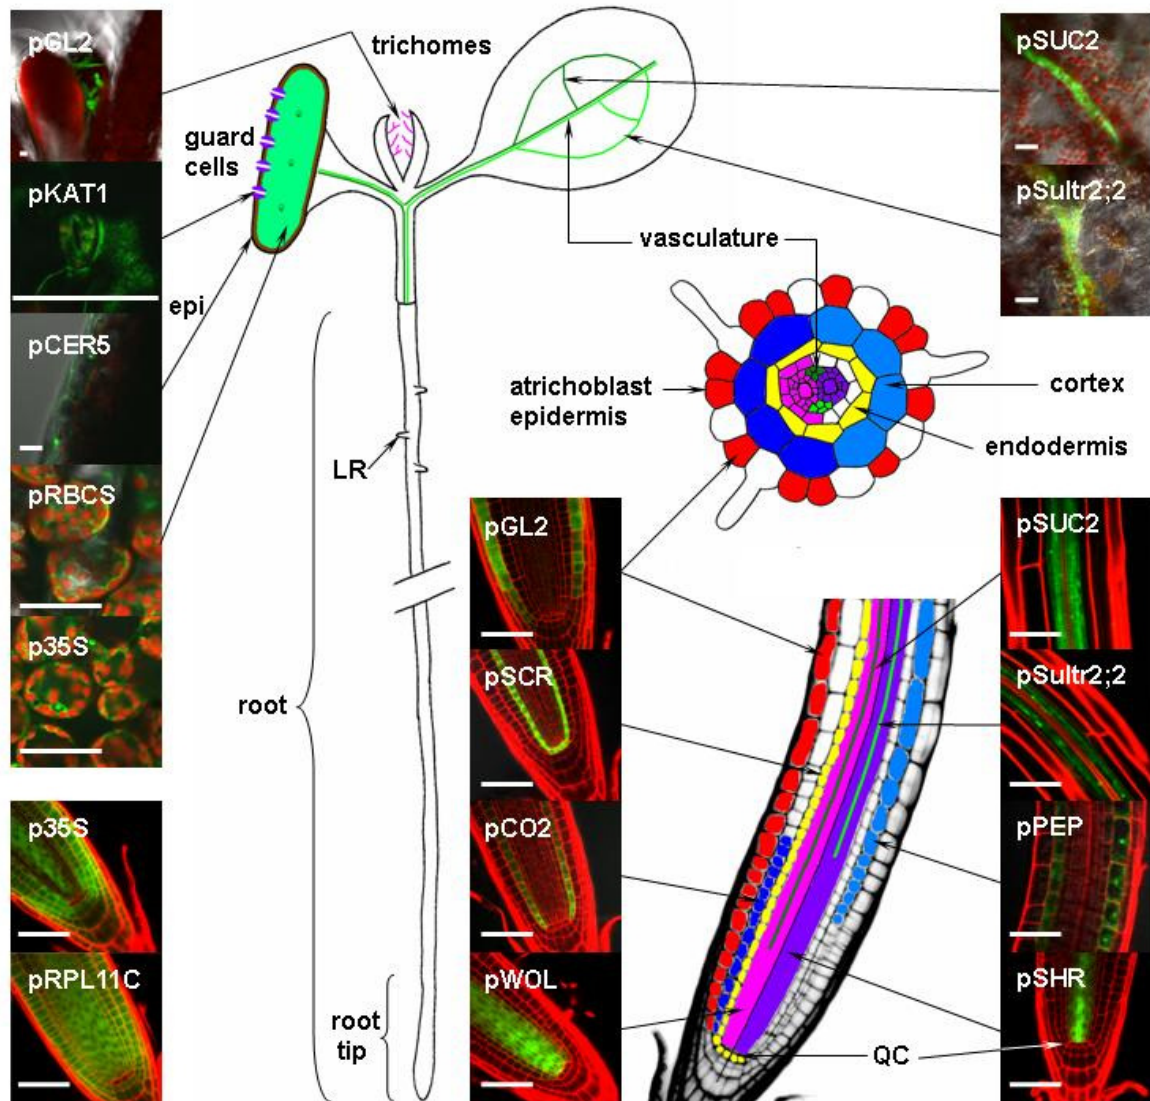 pGL2
trichomes
pSUC2
guard
cells
pKAT1
pSultr2;2
vasculature
epi
pCER5
atrichoblast
epidermis
cortex
endodermis
LR
pRBCS
pGL2
pSUC2
p35S
root
pSCR
pSultr2;2
p35S
pCO2
pPEP
pRPL11C
pWOL
pSHR
root
tip
QC